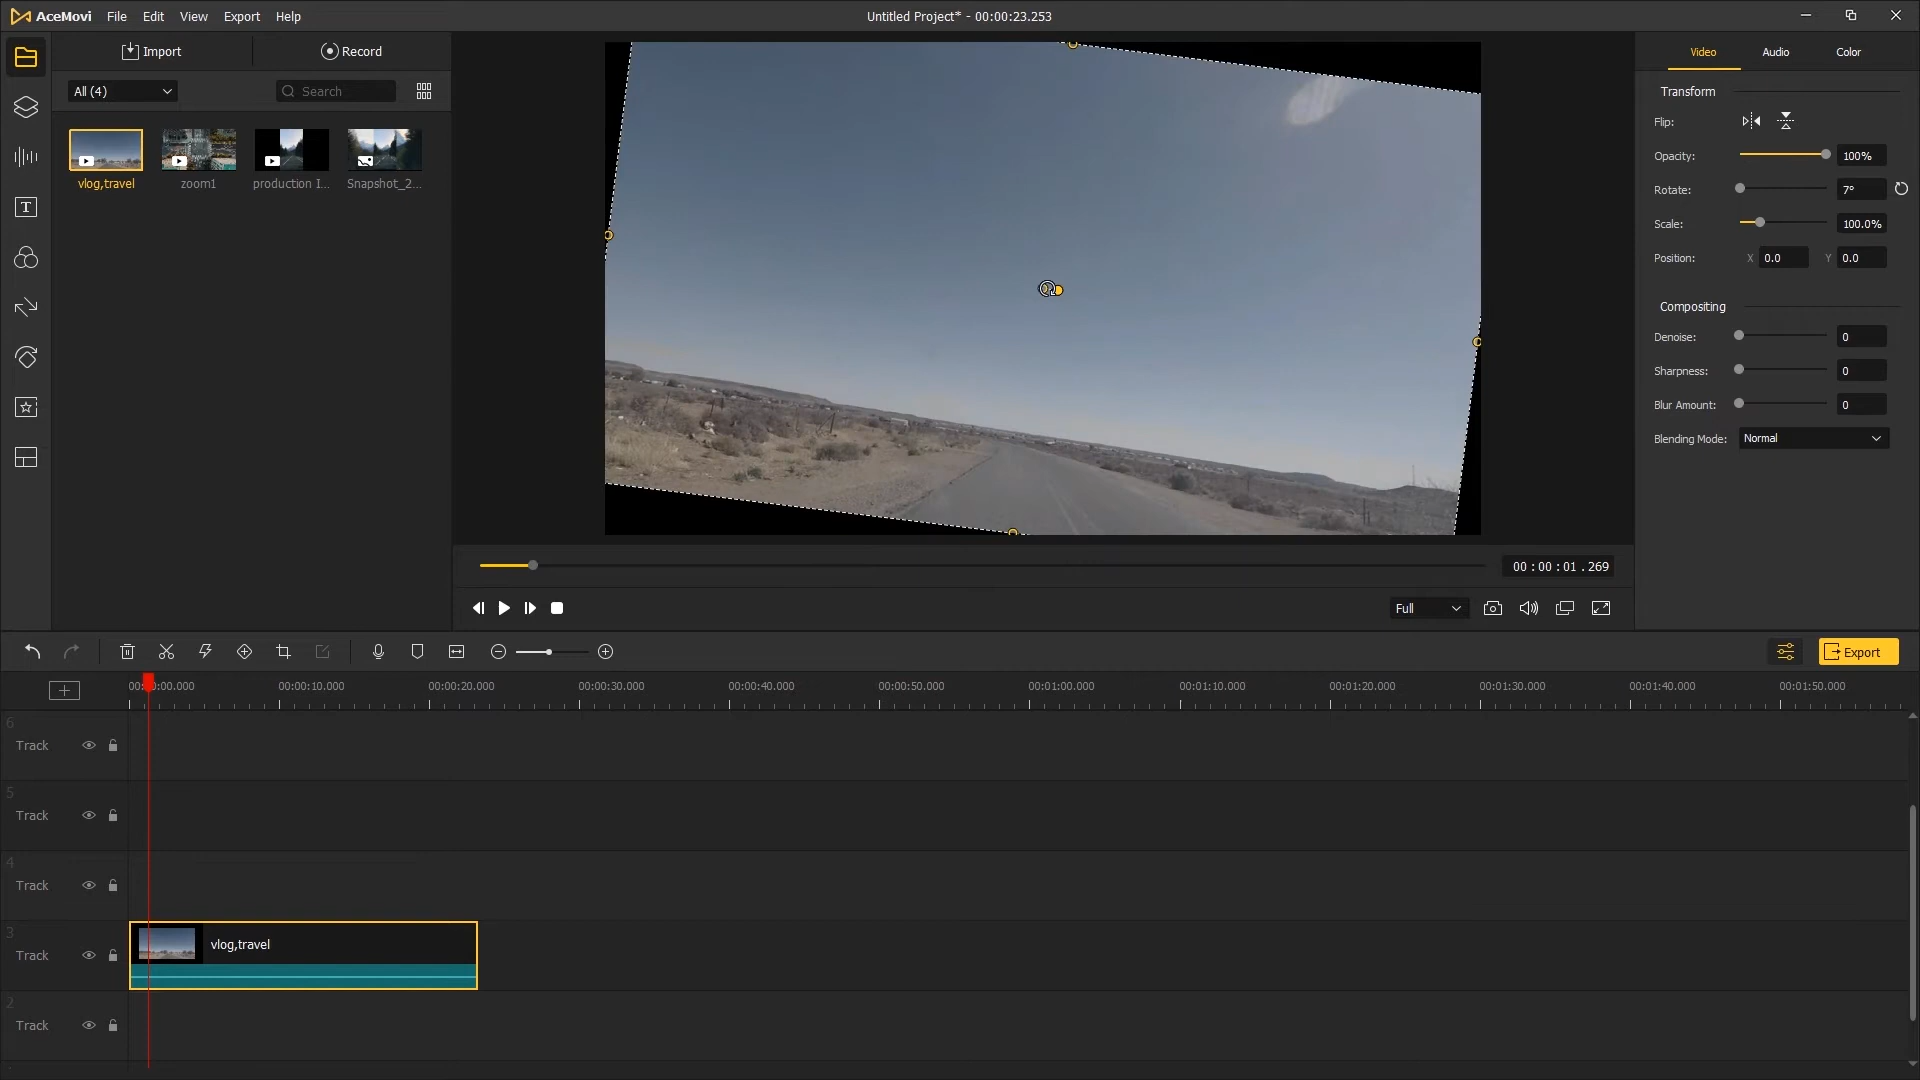 AceMovi File Edit View Export Help
Untitled Project* - 00:00:23.253
Import Record
All (4) Search
vlog,travel zoom1 production I... Snapshot_2...
Video Audio Color
Transform
Flip:
Opacity: 100%
Rotate: 7°
Scale: 100.0%
Position: X 0.0 Y 0.0
Compositing
Denoise: 0
Sharpness: 0
Blur Amount: 0
Blending Mode: Normal
00 : 00 : 01 . 269
Full
Export
00:00:10.000 00:00:20.000 00:00:30.000 00:00:40.000 00:00:50.000 00:01:00.000 00:01:10.000 00:01:20.000 00:01:30.000 00:01:40.000 00:01:50.000
6
Track
5
Track
4
Track
3
Track
vlog,travel
2
Track